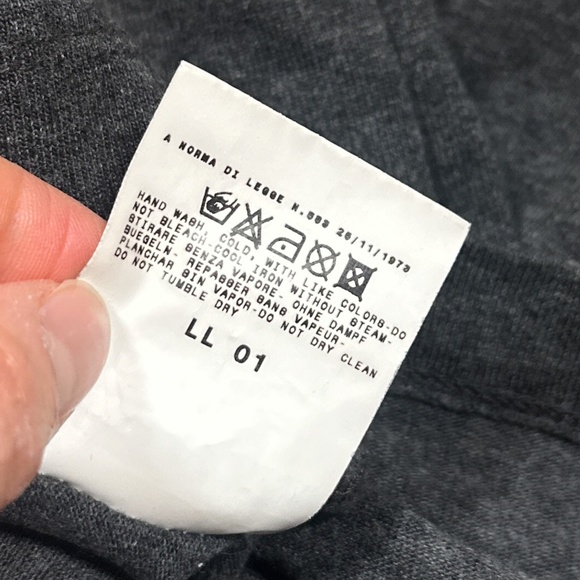 A NORMA DI LEGGE N.883 26/11/1973
HAND WASH, COLD, WITH LIKE COLORS-DO
NOT BLEACH-COOL IRON WITHOUT STEAM-
STIRARE SENZA VAPORE- OHNE DAMPF
BUEGELN- REPASSER SANS VAPEUR-
PLANCHAR SIN VAPOR-DO NOT DRY CLEAN
DO NOT TUMBLE DRY
LL 01